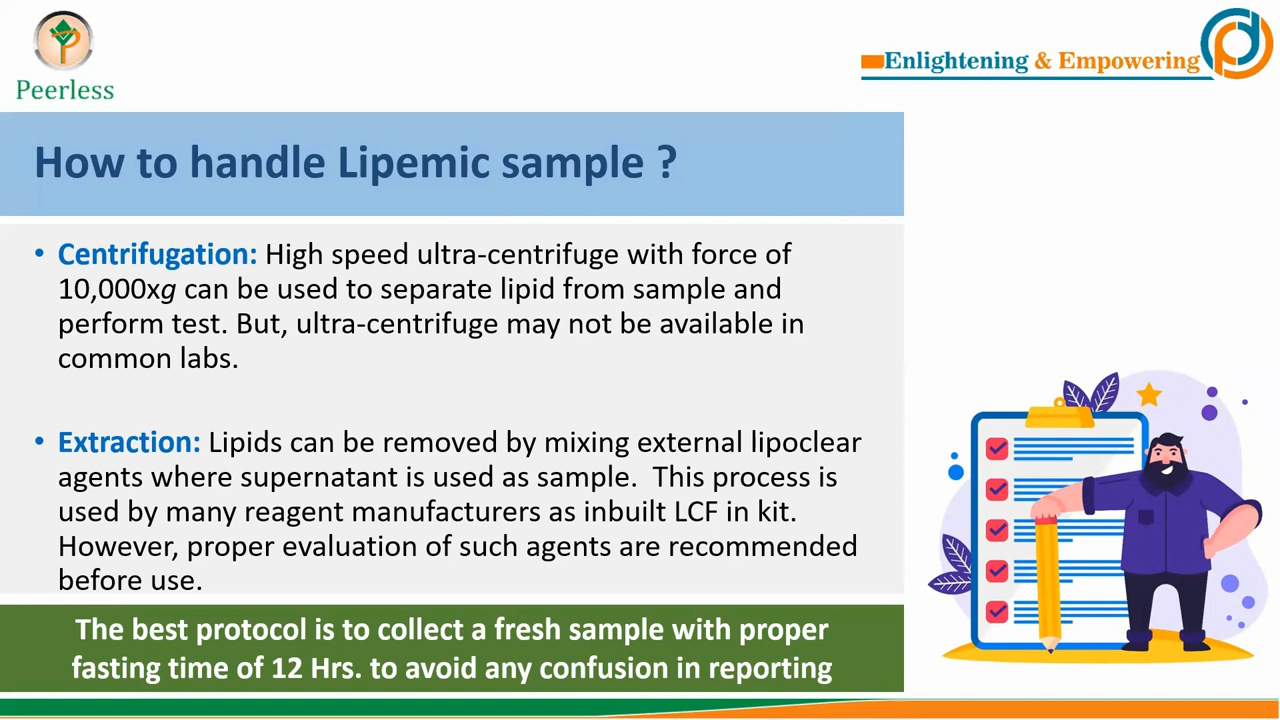 Peerless
Enlightening & Empowering
How to handle Lipemic sample ?
• Centrifugation: High speed ultra-centrifuge with force of
10,000xg can be used to separate lipid from sample and
perform test. But, ultra-centrifuge may not be available in
common labs.
• Extraction: Lipids can be removed by mixing external lipoclear
agents where supernatant is used as sample.  This process is
used by many reagent manufacturers as inbuilt LCF in kit.
However, proper evaluation of such agents are recommended
before use.
The best protocol is to collect a fresh sample with proper
fasting time of 12 Hrs. to avoid any confusion in reporting